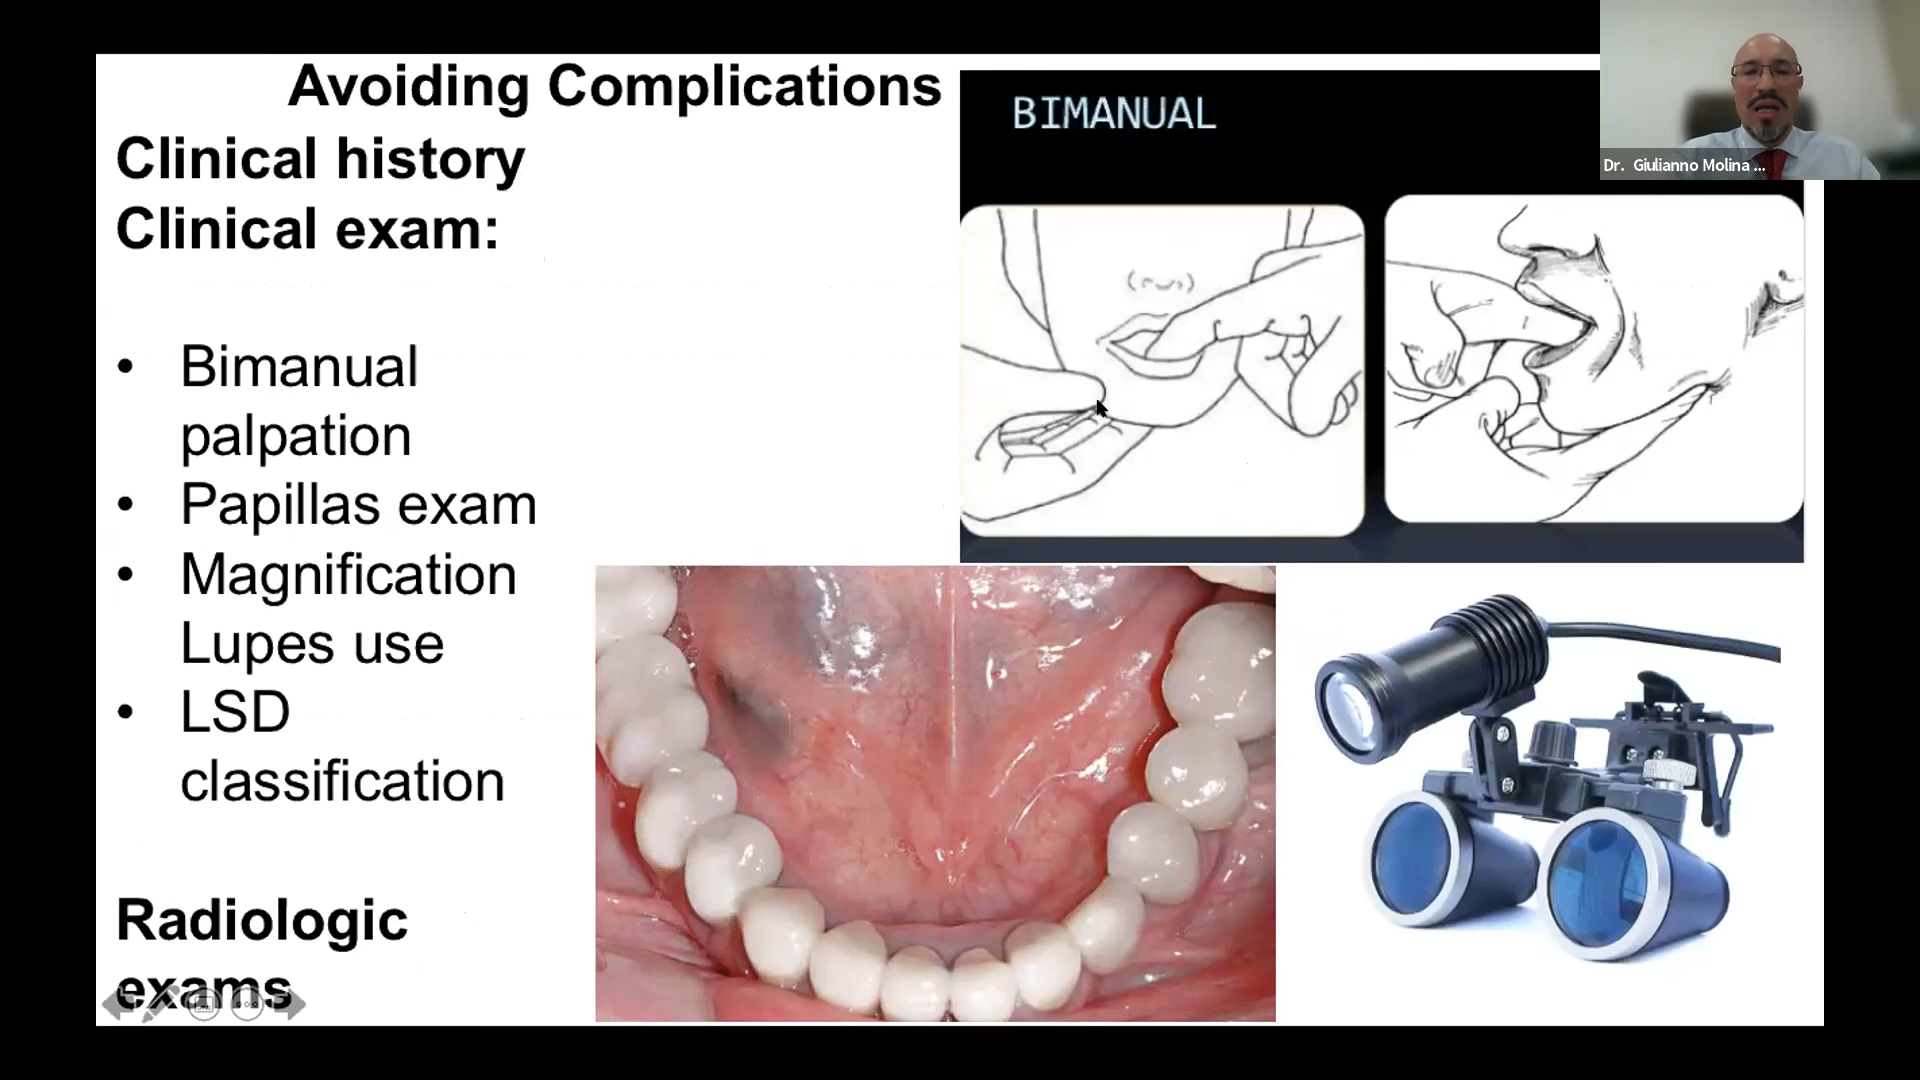 Avoiding Complications
Clinical history
Clinical exam:
• Bimanual
palpation
• Papillas exam
• Magnification
Lupes use
• LSD
classification
Radiologic
exams
BIMANUAL
Dr. Giulianno Molina ...